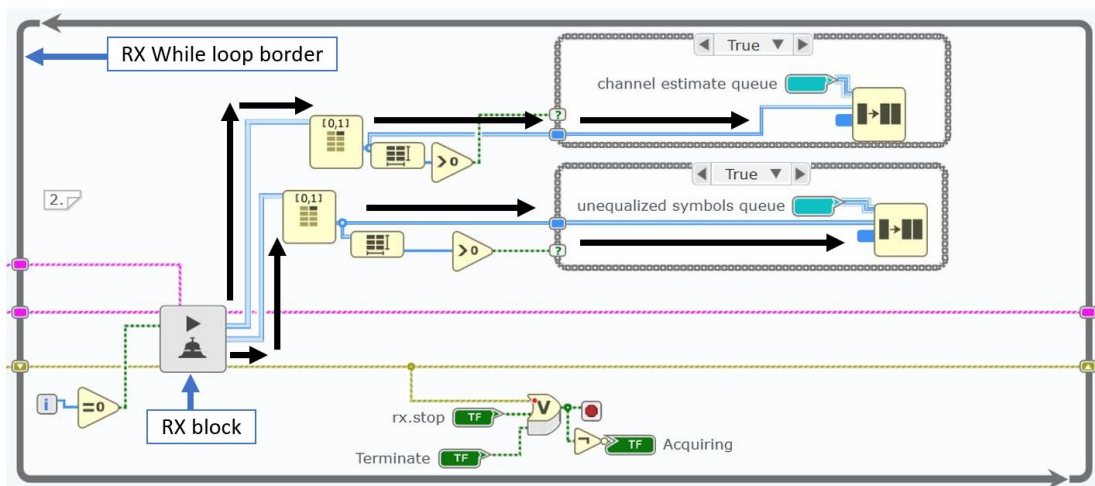 RX While loop border
True
channel estimate queue
?
[0,1]
>0
True
2.
[0,1]
unequalized symbols queue
>0
?
i
=0
RX block
rx.stop
TF
V
Terminate
TF
¬
TF
Acquiring